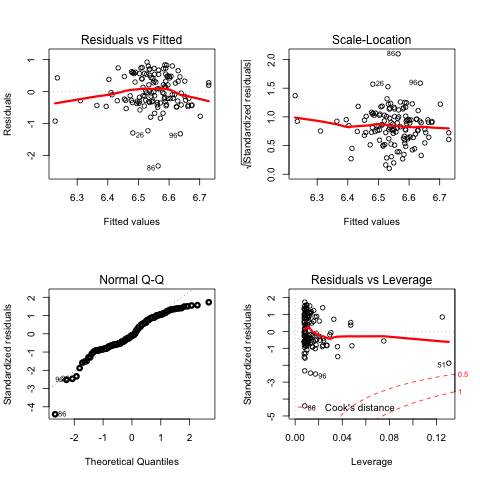 Residuals vs Fitted
Residuals
1
0
-1
-2
26
96
86
6.3 6.4 6.5 6.6 6.7
Fitted values
Scale-Location
√|Standardized residuals|
2.0
1.5
1.0
0.5
0.0
86
26
96
6.3 6.4 6.5 6.6 6.7
Fitted values
Normal Q-Q
Standardized residuals
2
1
0
-1
-2
-3
-4
86
-2 -1 0 1 2
Theoretical Quantiles
Residuals vs Leverage
Standardized residuals
2
1
0
-1
-2
-3
-4
-5
51
96
86
0.5
1
Cook's distance
0.00 0.04 0.08 0.12
Leverage